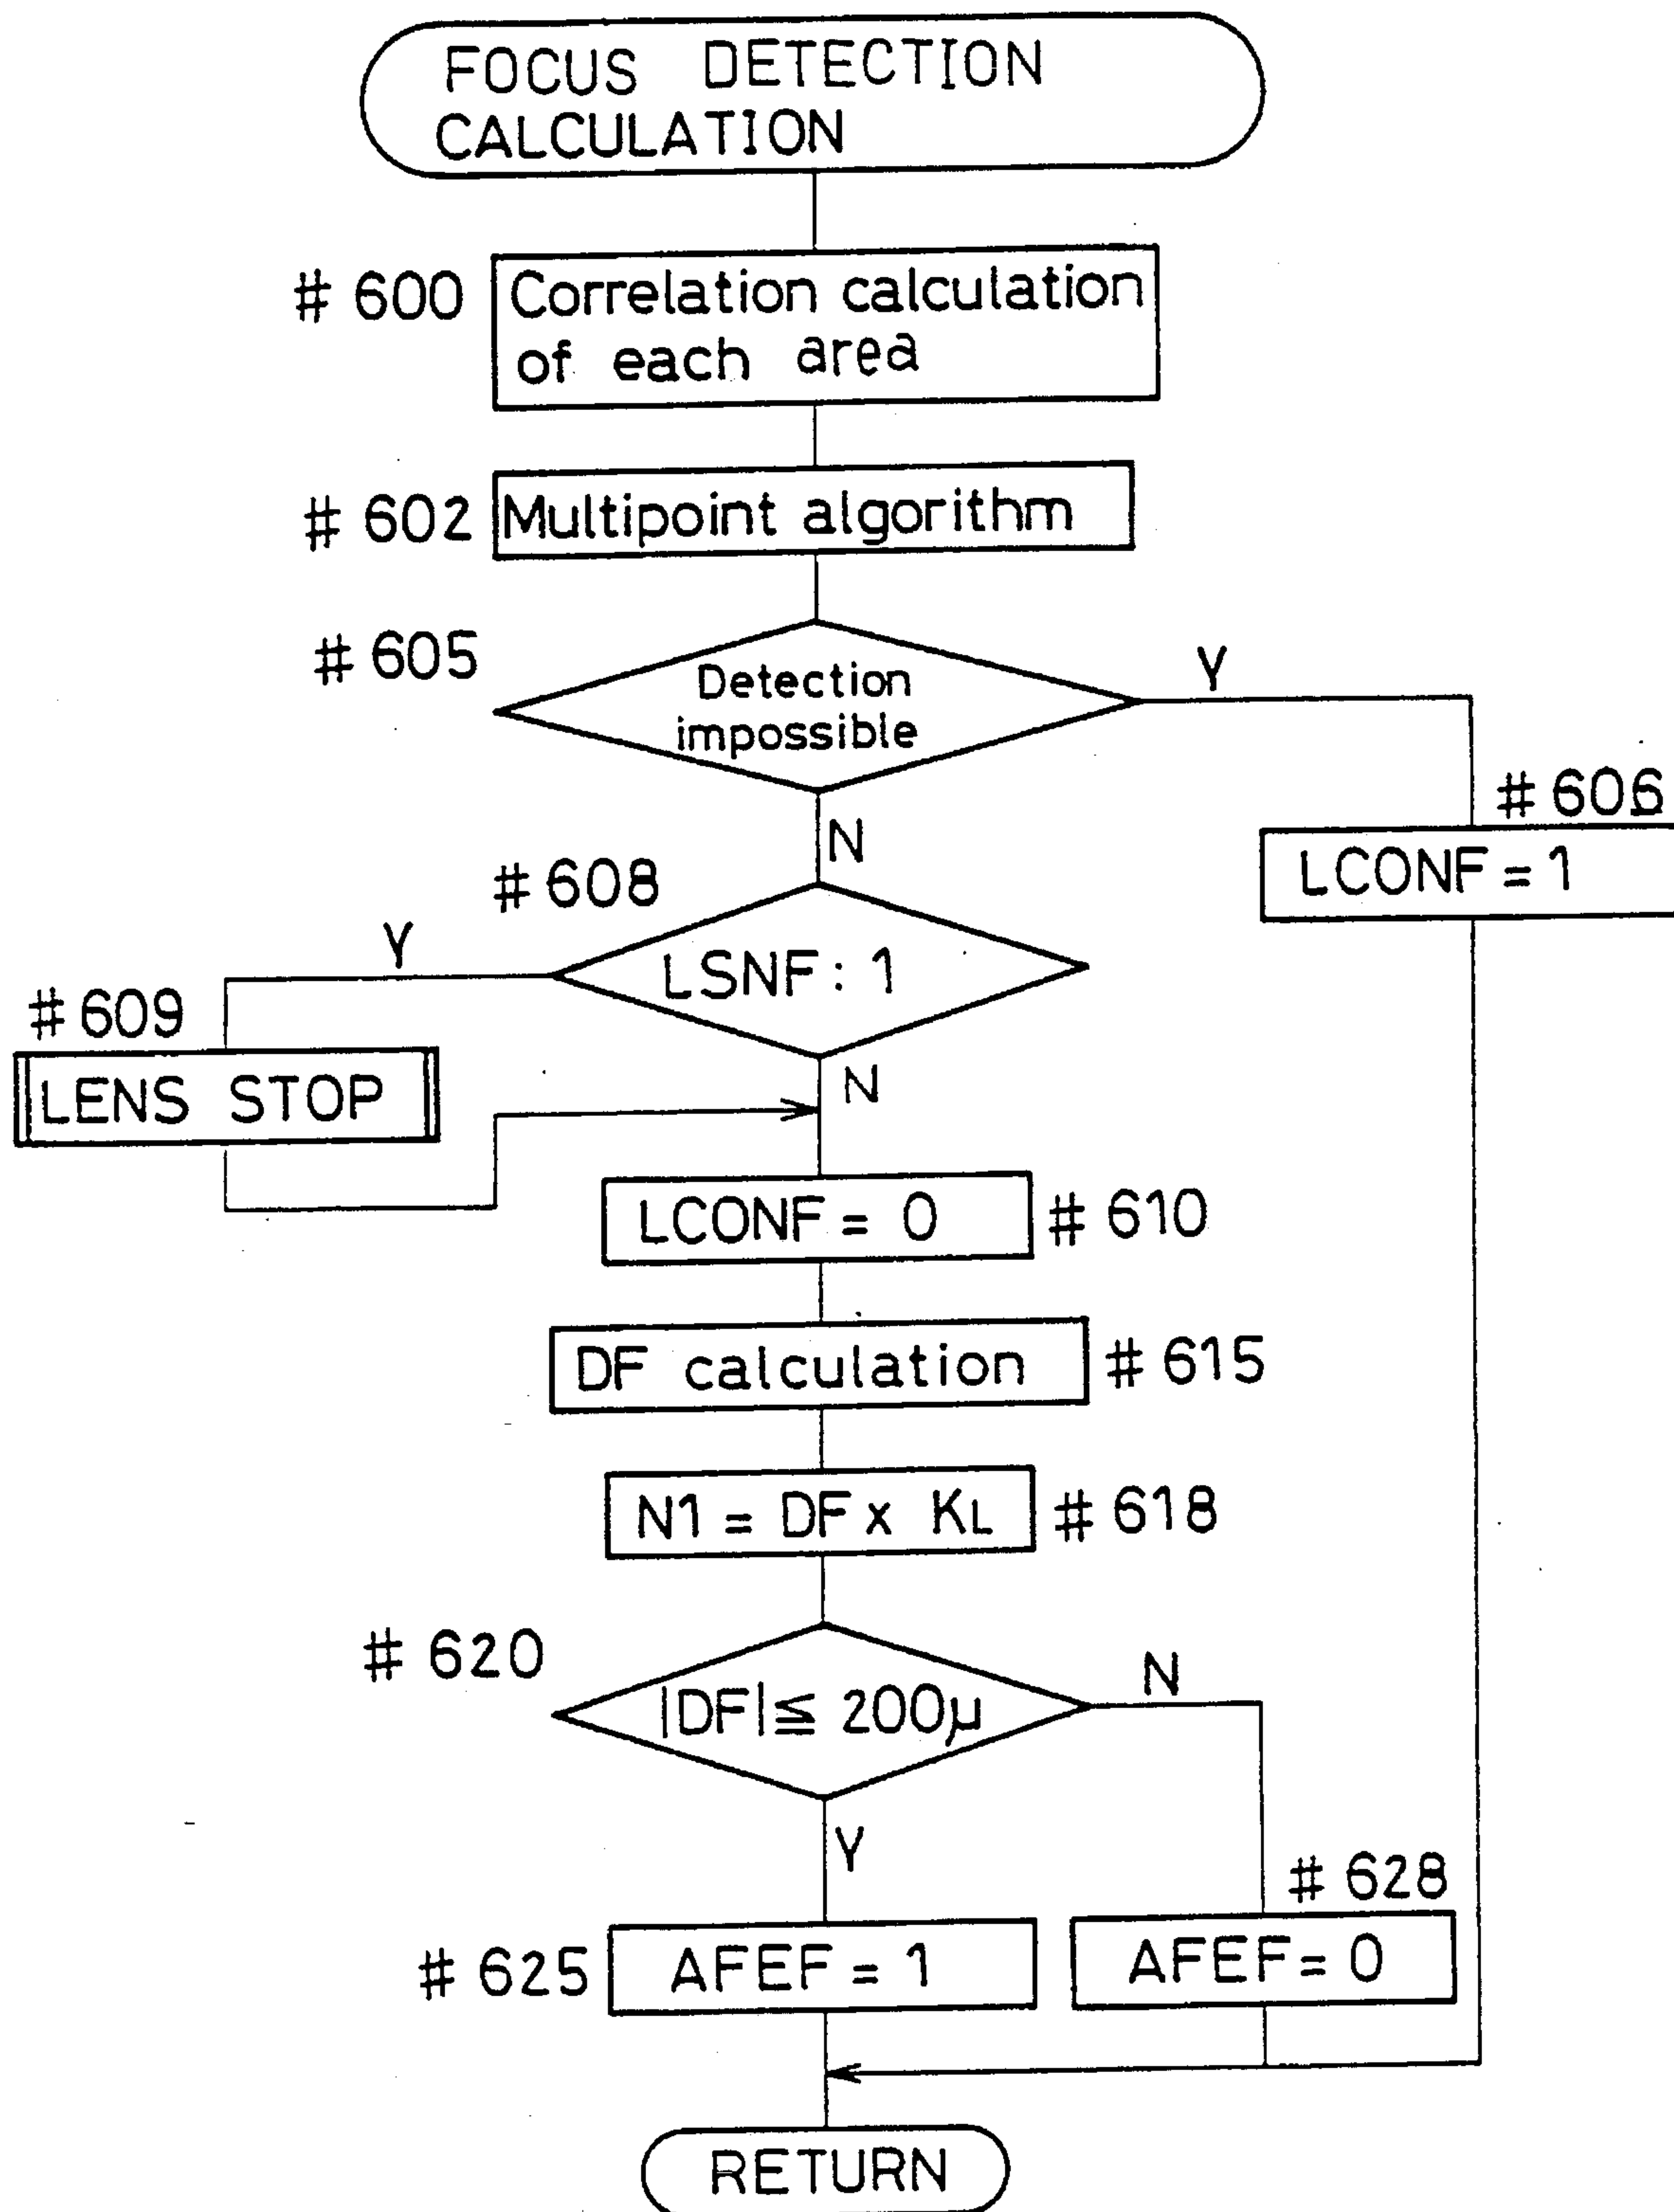 FOCUS DETECTION
CALCULATION
# 600
Correlation calculation
of each area
# 602
Multipoint algorithm
# 605
Detection
impossible
Y
# 606
LCONF = 1
N
# 608
LSNF : 1
Y
# 609
LENS STOP
N
LCONF = 0
# 610
DF calculation
# 615
N1 = DF x KL
# 618
# 620
|DF| ≦ 200μ
N
Y
# 628
# 625
AFEF = 1
AFEF = 0
RETURN